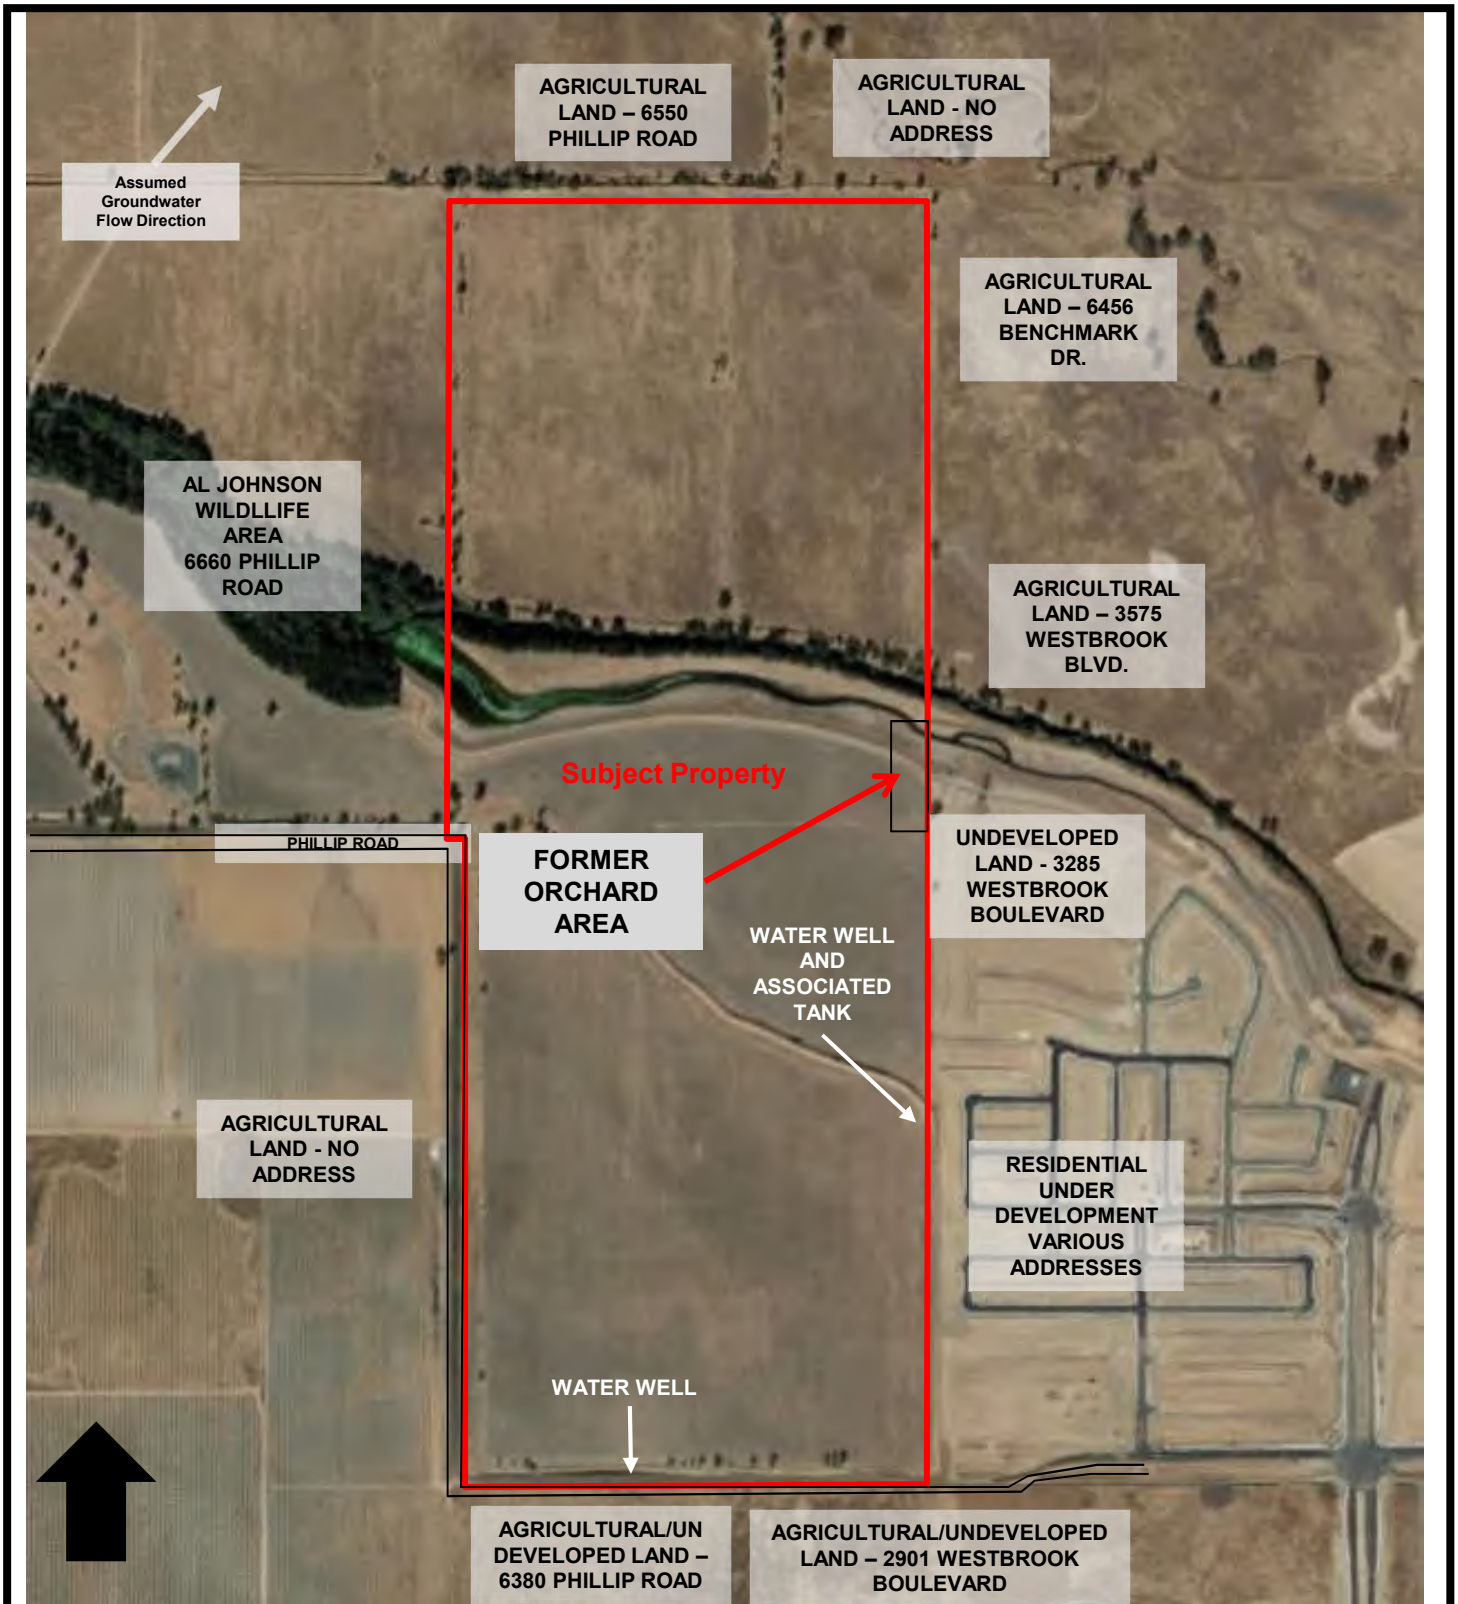 AGRICULTURAL
LAND – 6550
PHILLIP ROAD
AGRICULTURAL
LAND - NO
ADDRESS
Assumed
Groundwater
Flow Direction
AGRICULTURAL
LAND – 6456
BENCHMARK
DR.
AL JOHNSON
WILDLLIFE
AREA
6660 PHILLIP
ROAD
AGRICULTURAL
LAND – 3575
WESTBROOK
BLVD.
Subject Property
PHILLIP ROAD
FORMER
ORCHARD
AREA
UNDEVELOPED
LAND - 3285
WESTBROOK
BOULEVARD
WATER WELL
AND
ASSOCIATED
TANK
AGRICULTURAL
LAND - NO
ADDRESS
RESIDENTIAL
UNDER
DEVELOPMENT
VARIOUS
ADDRESSES
WATER WELL
AGRICULTURAL/UN
DEVELOPED LAND –
6380 PHILLIP ROAD
AGRICULTURAL/UNDEVELOPED
LAND – 2901 WESTBROOK
BOULEVARD